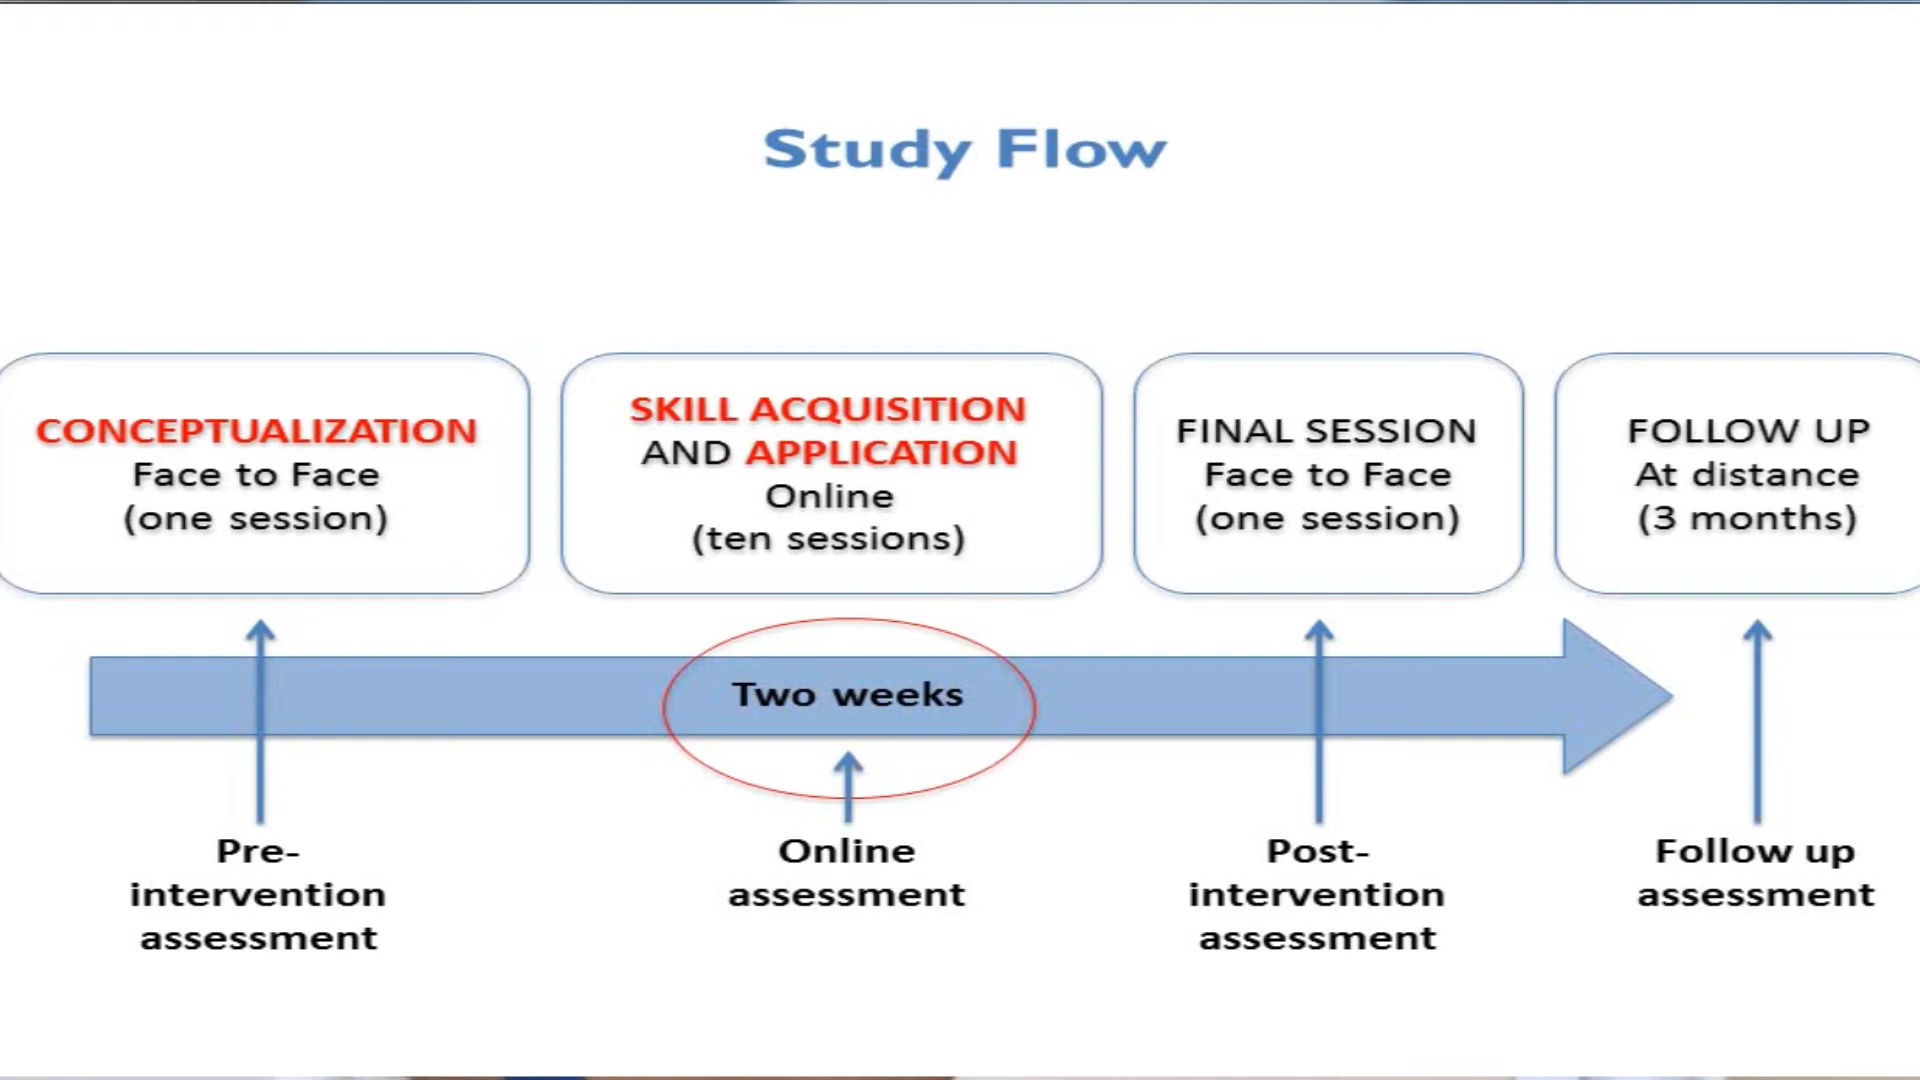 Study Flow
CONCEPTUALIZATION
Face to Face
(one session)
SKILL ACQUISITION
AND APPLICATION
Online
(ten sessions)
FINAL SESSION
Face to Face
(one session)
FOLLOW UP
At distance
(3 months)
Two weeks
Pre-
intervention
assessment
Online
assessment
Post-
intervention
assessment
Follow up
assessment